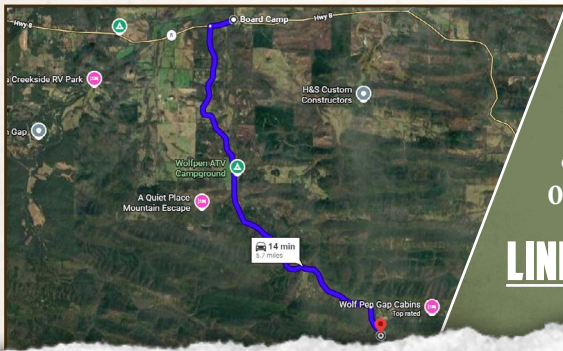 Hwy 8
Board Camp
Hwy 8
8
Creekside RV Park
H&S Custom
Constructors
Gap
Wolfpen ATV
Campground
A Quiet Place
Mountain Escape
14 min
5.7 miles
Wolf Pen Gap Cabins
Top rated
0
LIN